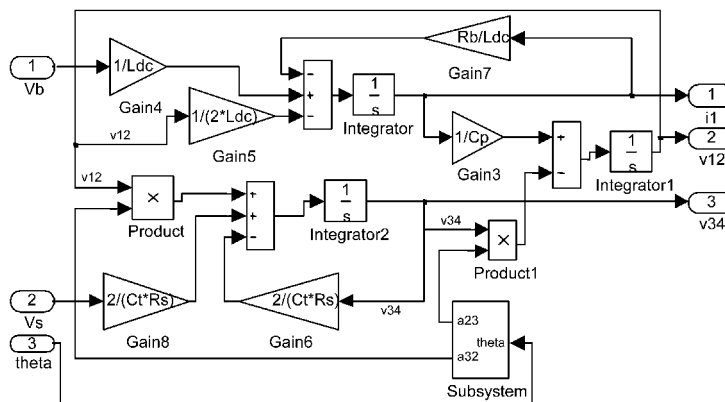 1
Vb
1/Ldc
Gain4
Rb/Ldc
Gain7
−
+
−
1
s
Integrator
1
i1
1/(2*Ldc)
Gain5
v12
1/Cp
Gain3
+
−
1
s
Integrator1
2
v12
v12
×
Product
+
+
−
1
s
Integrator2
3
v34
v34
×
Product1
2
Vs
2/(Ct*Rs)
Gain8
2/(Ct*Rs)
Gain6
v34
3
theta
a23
theta
a32
Subsystem